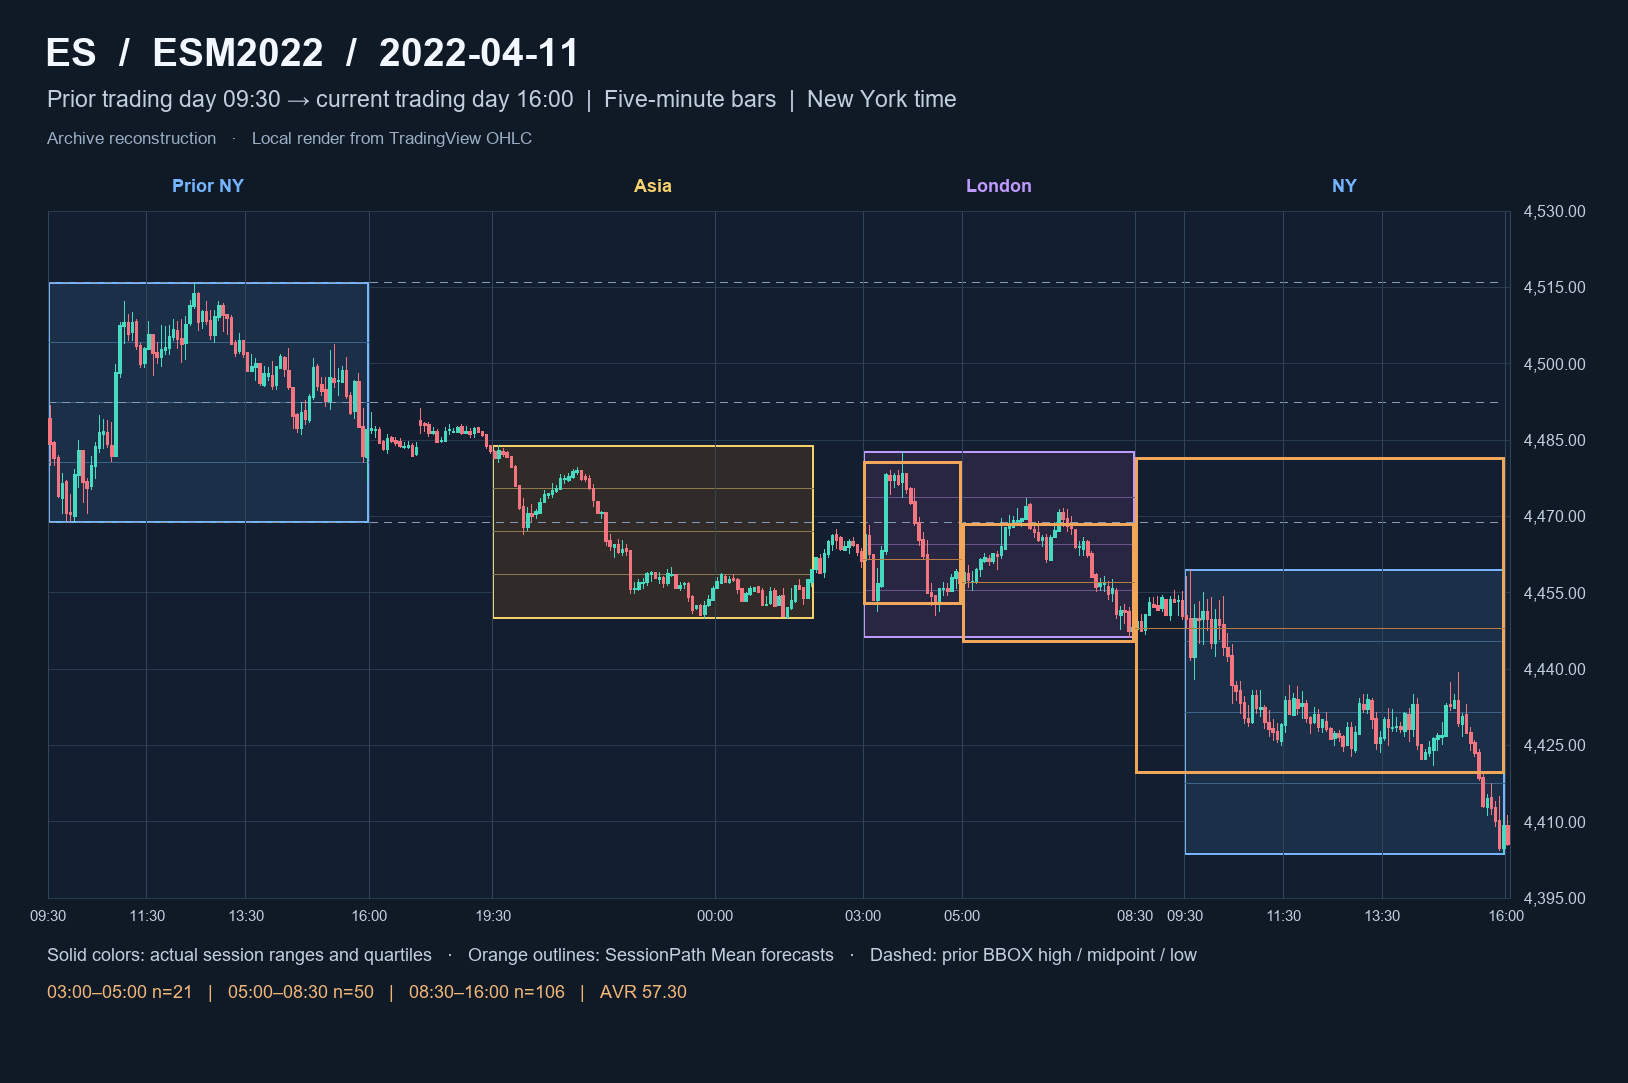 ES / ESM2022 / 2022-04-11
Prior trading day 09:30 → current trading day 16:00 | Five-minute bars | New York time
Archive reconstruction · Local render from TradingView OHLC
Prior NY Asia London NY
4,530.00
4,515.00
4,500.00
4,485.00
4,470.00
4,455.00
4,440.00
4,425.00
4,410.00
4,395.00
09:30 11:30 13:30 16:00 19:30 00:00 03:00 05:00 08:30 09:30 11:30 13:30 16:00
Solid colors: actual session ranges and quartiles · Orange outlines: SessionPath Mean forecasts · Dashed: prior BBOX high / midpoint / low
03:00–05:00 n=21 | 05:00–08:30 n=50 | 08:30–16:00 n=106 | AVR 57.30